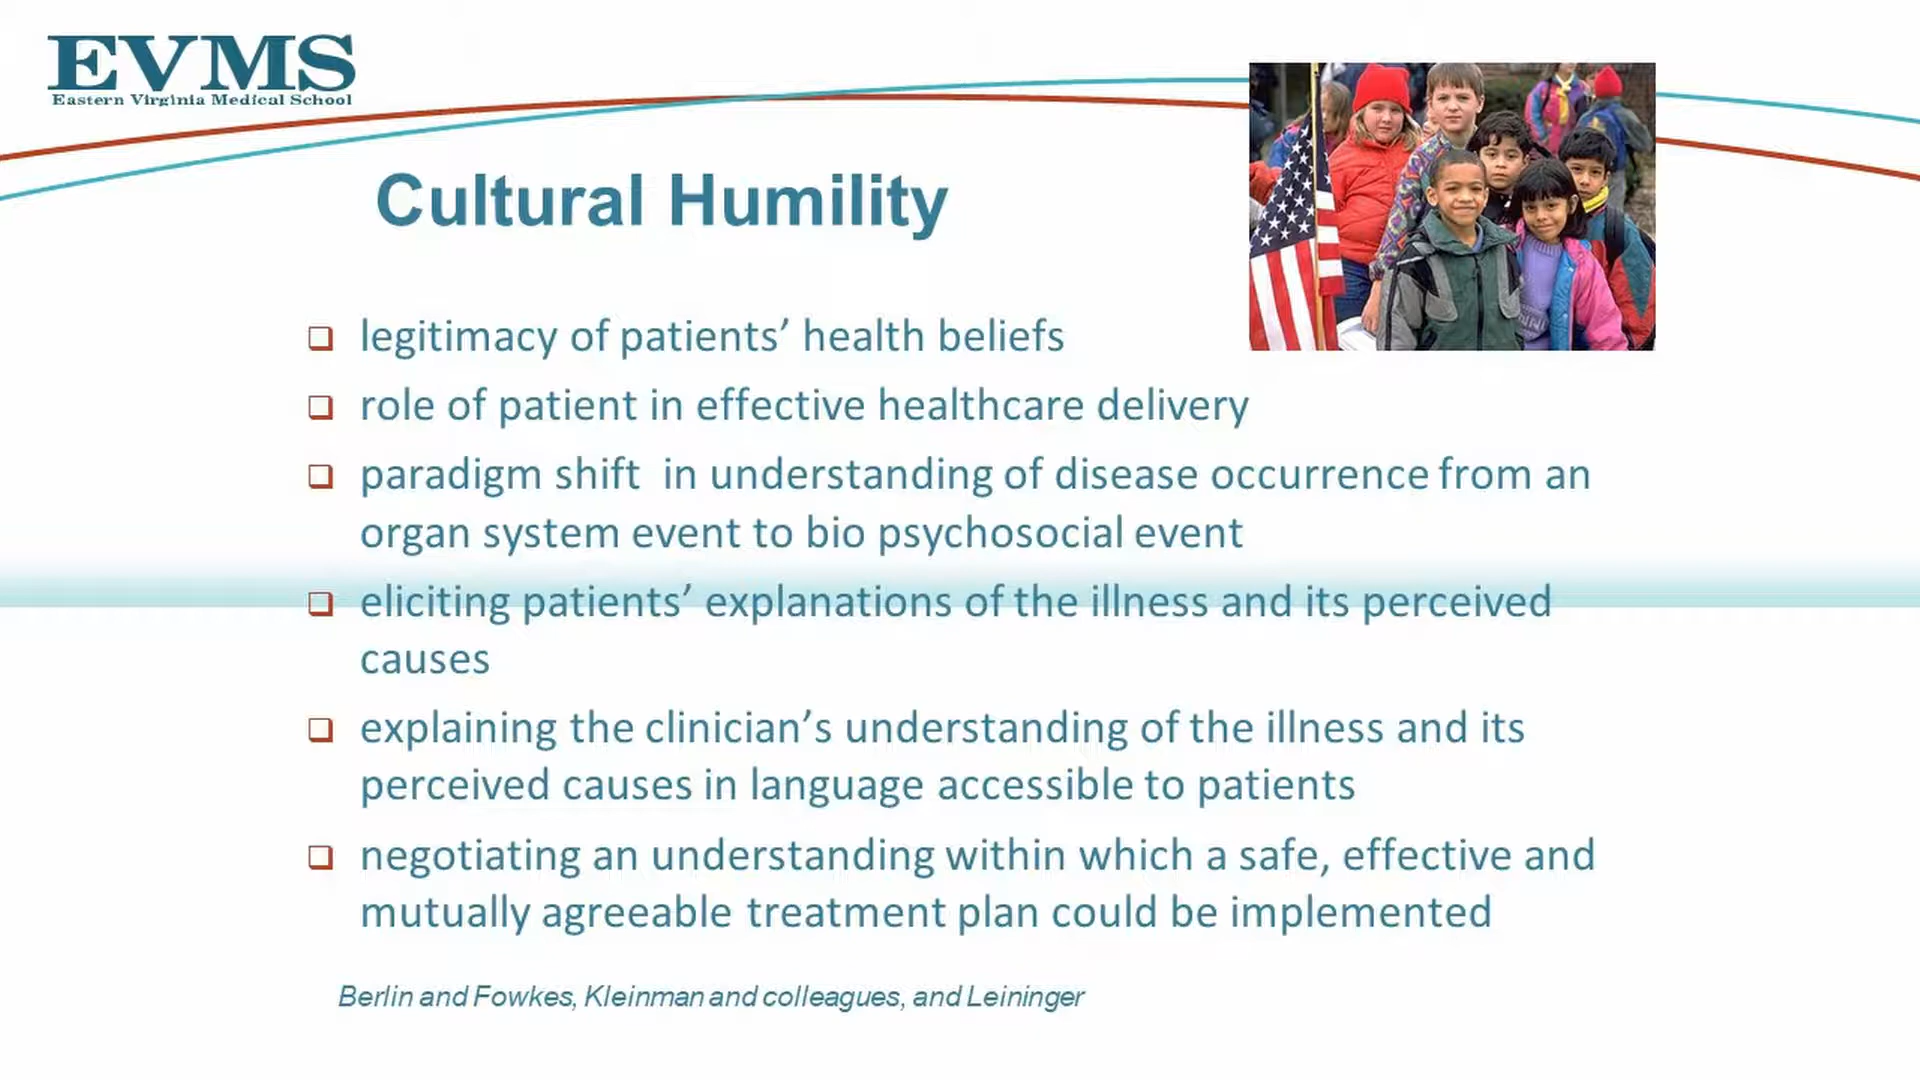 EVMS
Eastern Virginia Medical School
Cultural Humility
legitimacy of patients’ health beliefs
role of patient in effective healthcare delivery
paradigm shift in understanding of disease occurrence from an
organ system event to bio psychosocial event
eliciting patients’ explanations of the illness and its perceived
causes
explaining the clinician’s understanding of the illness and its
perceived causes in language accessible to patients
negotiating an understanding within which a safe, effective and
mutually agreeable treatment plan could be implemented
Berlin and Fowkes, Kleinman and colleagues, and Leininger